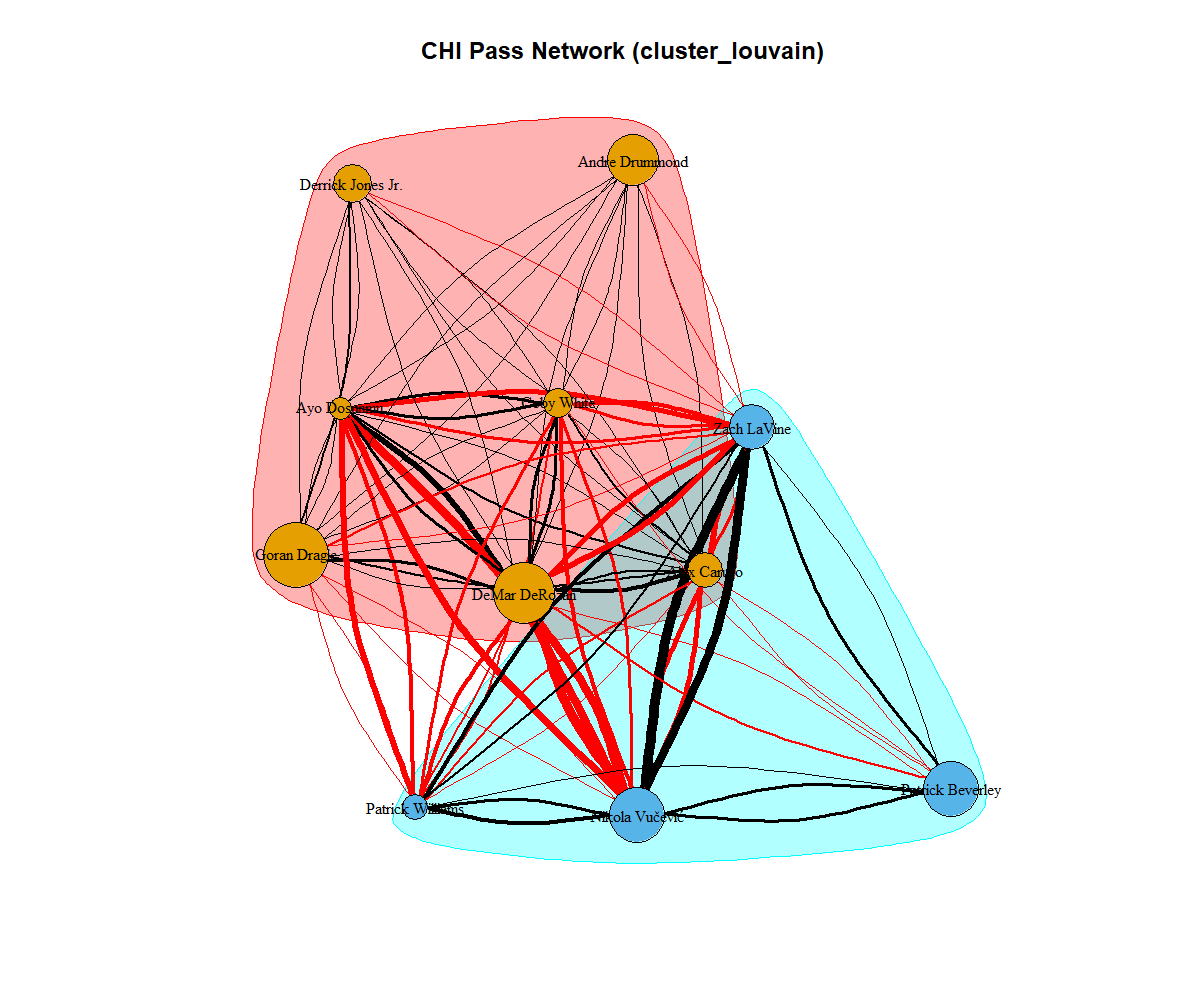 CHI Pass Network (cluster_louvain)
Andre Drummond
Derrick Jones Jr.
Coby White
Ayo Dosunmu
Zach LaVine
Goran Dragic
Alex Caruso
DeMar DeRozan
Patrick Beverley
Patrick Williams
Nikola Vučević